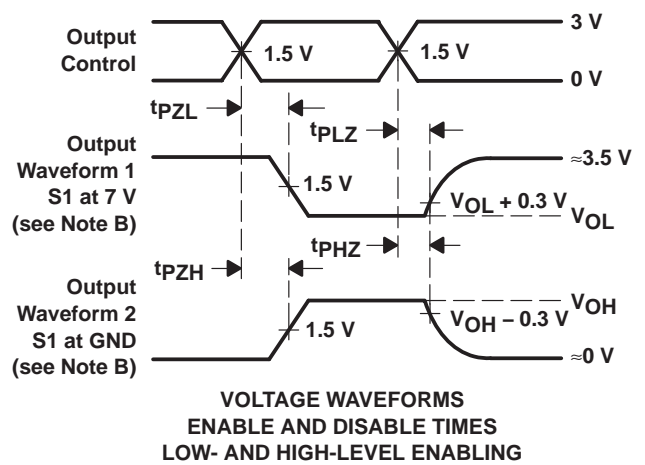 3 V
Output
Control
1.5 V
1.5 V
0 V
tPZL
tPLZ
Output
Waveform 1
S1 at 7 V
(see Note B)
≈3.5 V
1.5 V
VOL + 0.3 V
VOL
tPHZ
tPZH
Output
Waveform 2
S1 at GND
(see Note B)
VOH
VOH – 0.3 V
1.5 V
≈0 V
VOLTAGE WAVEFORMS
ENABLE AND DISABLE TIMES
LOW- AND HIGH-LEVEL ENABLING